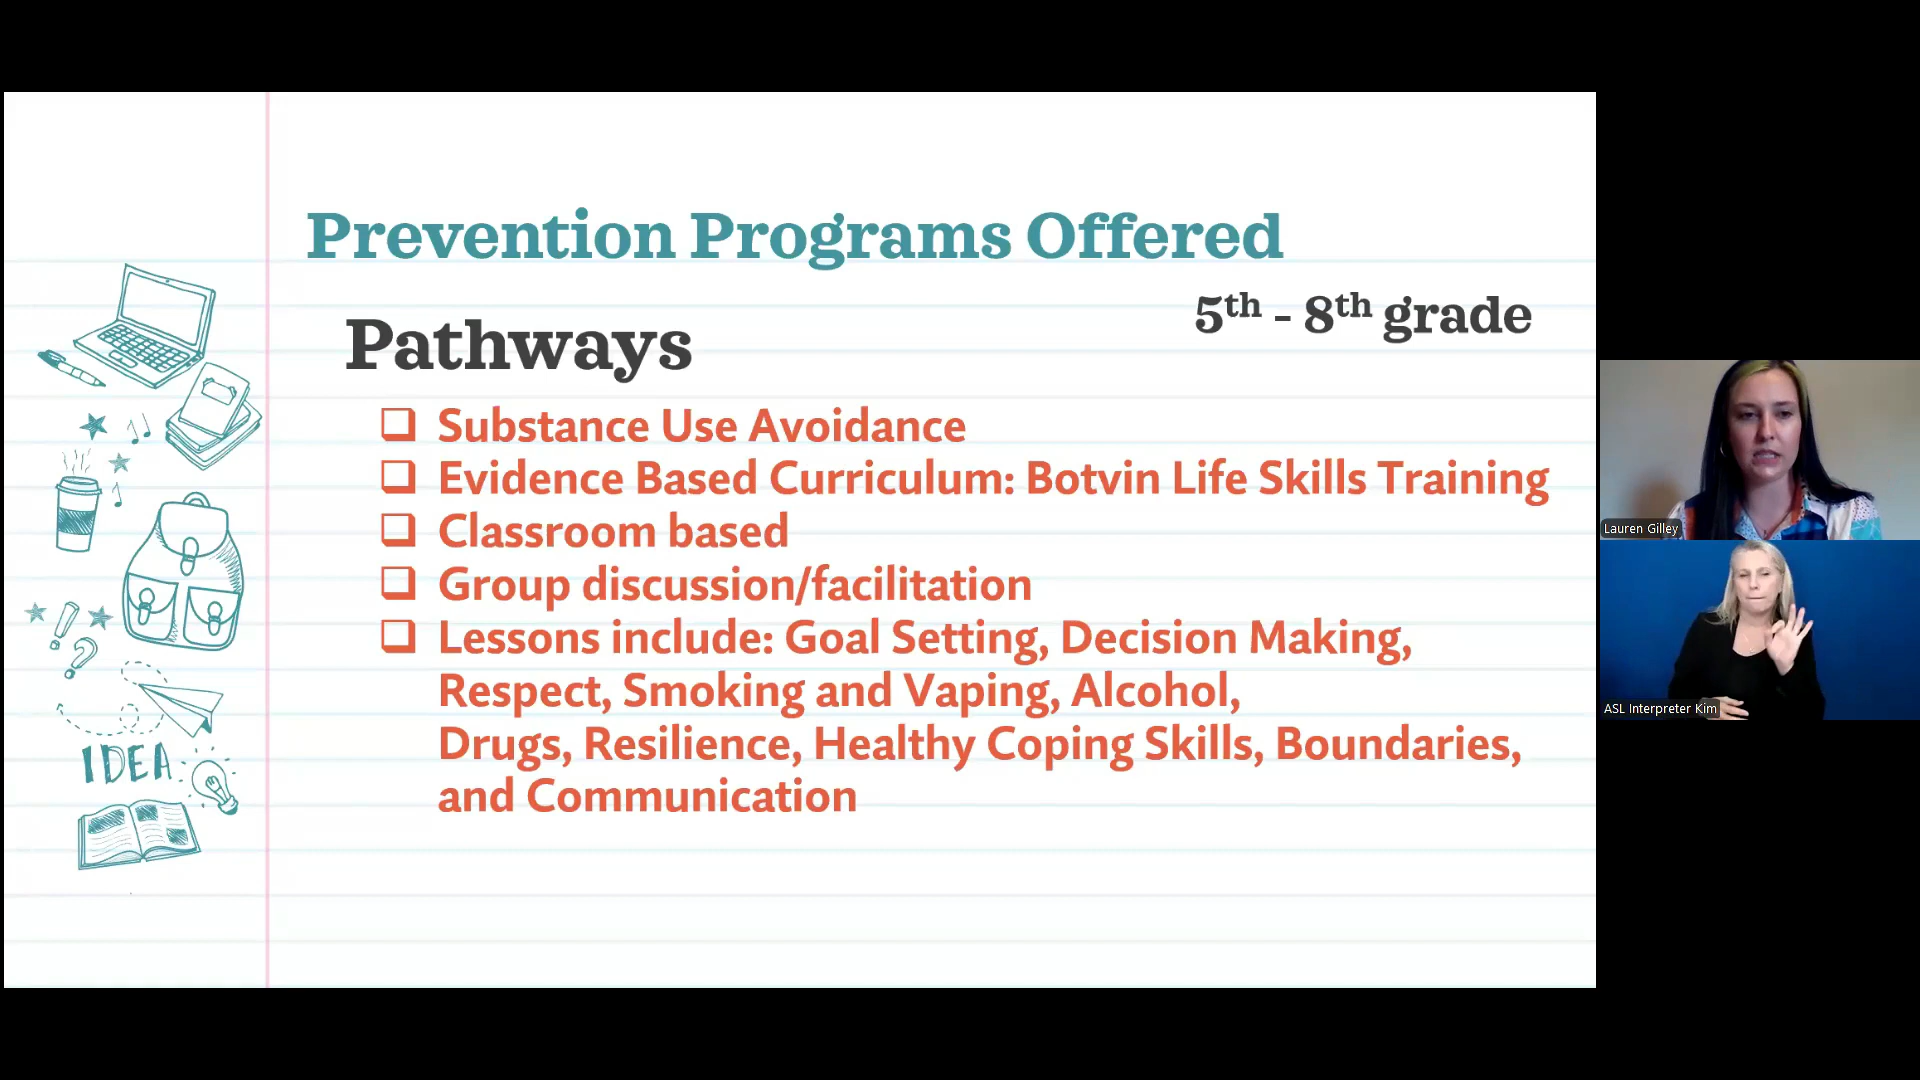 Prevention Programs Offered
5th - 8th grade
Pathways
Substance Use Avoidance
Evidence Based Curriculum: Botvin Life Skills Training
Classroom based
Group discussion/facilitation
Lessons include: Goal Setting, Decision Making,
Respect, Smoking and Vaping, Alcohol,
Drugs, Resilience, Healthy Coping Skills, Boundaries,
and Communication
IDEA
Lauren Gilley
ASL Interpreter Kim